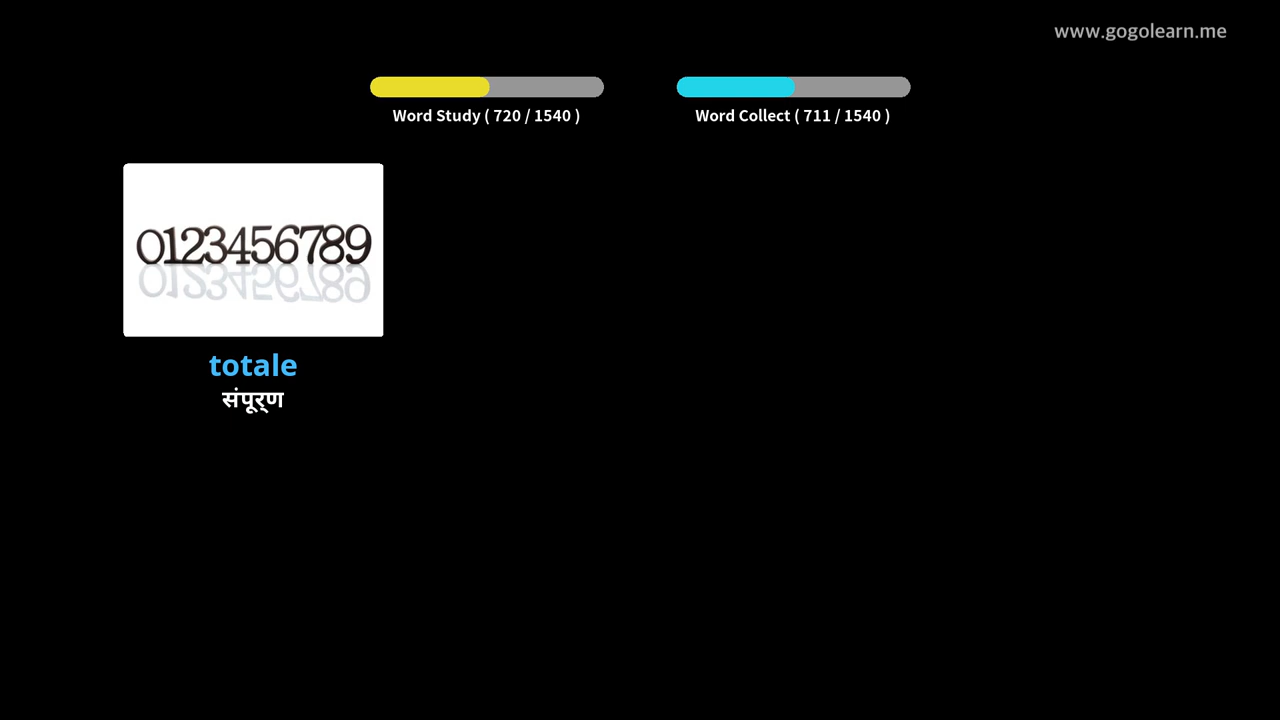 www.gogolearn.me
Word Study ( 720 / 1540 )
Word Collect ( 711 / 1540 )
0123456789
totale
संपूर्ण